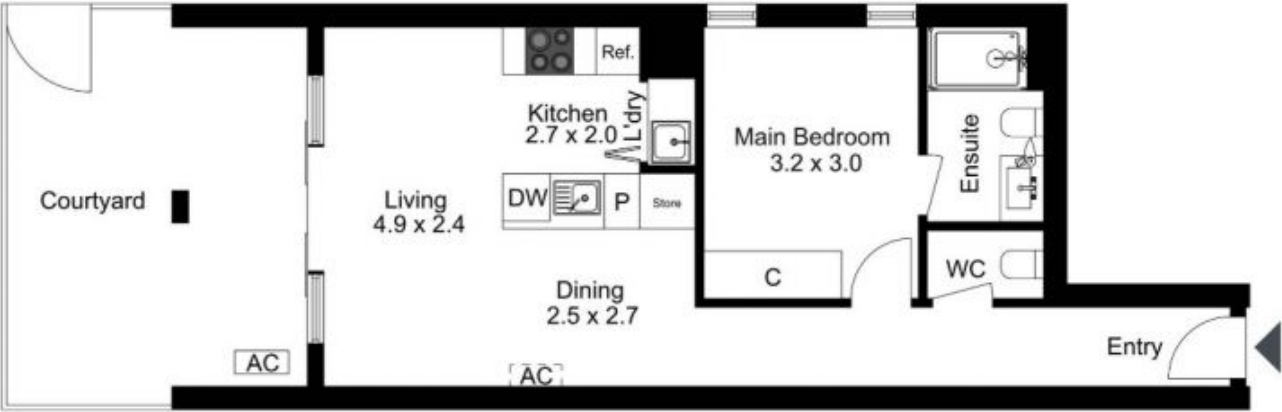 Ref.
Kitchen
2.7 x 2.0
L'dry
Main Bedroom
3.2 x 3.0
Ensuite
Courtyard
Living
4.9 x 2.4
DW
P
Store
C
WC
Dining
2.5 x 2.7
Entry
AC
AC